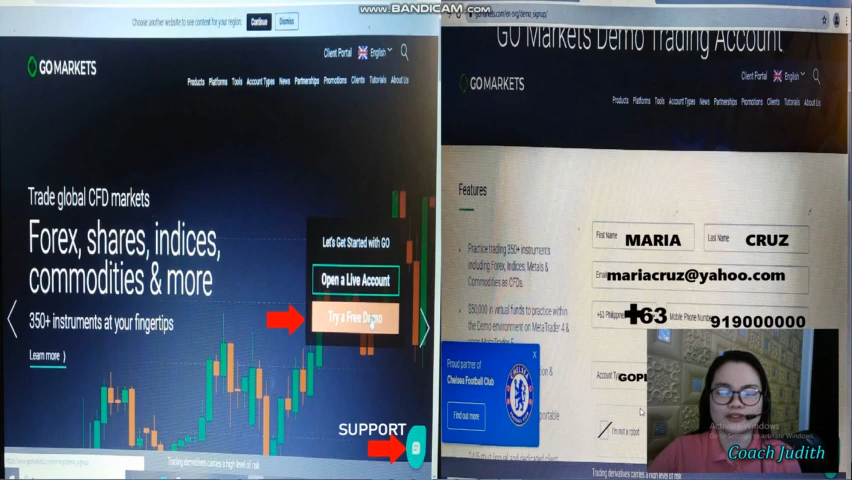 www.BANDICAM.com
Choose another website to see content for your region.
Continue
Dismiss
Client Portal
English
GO MARKETS
Products Platforms Tools Account Types News Partnerships Promotions Clients Tutorials About Us
Trade global CFD markets
Forex, shares, indices,
commodities & more
350+ instruments at your fingertips
Learn more
Let's Get Started with GO
Open a Live Account
Try a Free Demo
SUPPORT
Trading derivatives carries a high level of risk
GO Markets Demo Trading Account
Client Portal
English
GO MARKETS
Products Platforms Tools Account Types News Partnerships Promotions Clients Tutorials About Us
Features
Practice trading 350+ instruments
including Forex, Indices, Metals &
Commodities as CFDs.
$50,000 in virtual funds to practice within
the Demo environment on MetaTrader 4 &
First Name
MARIA
Last Name
CRUZ
Email
mariacruz@yahoo.com
+63
Mobile Phone Number
919000000
Account Type
I'm not a robot
Proud partner of
Chelsea Football Club
X
Find out more
Activate Windows
Coach Judith
Trading derivatives carries a high level of risk